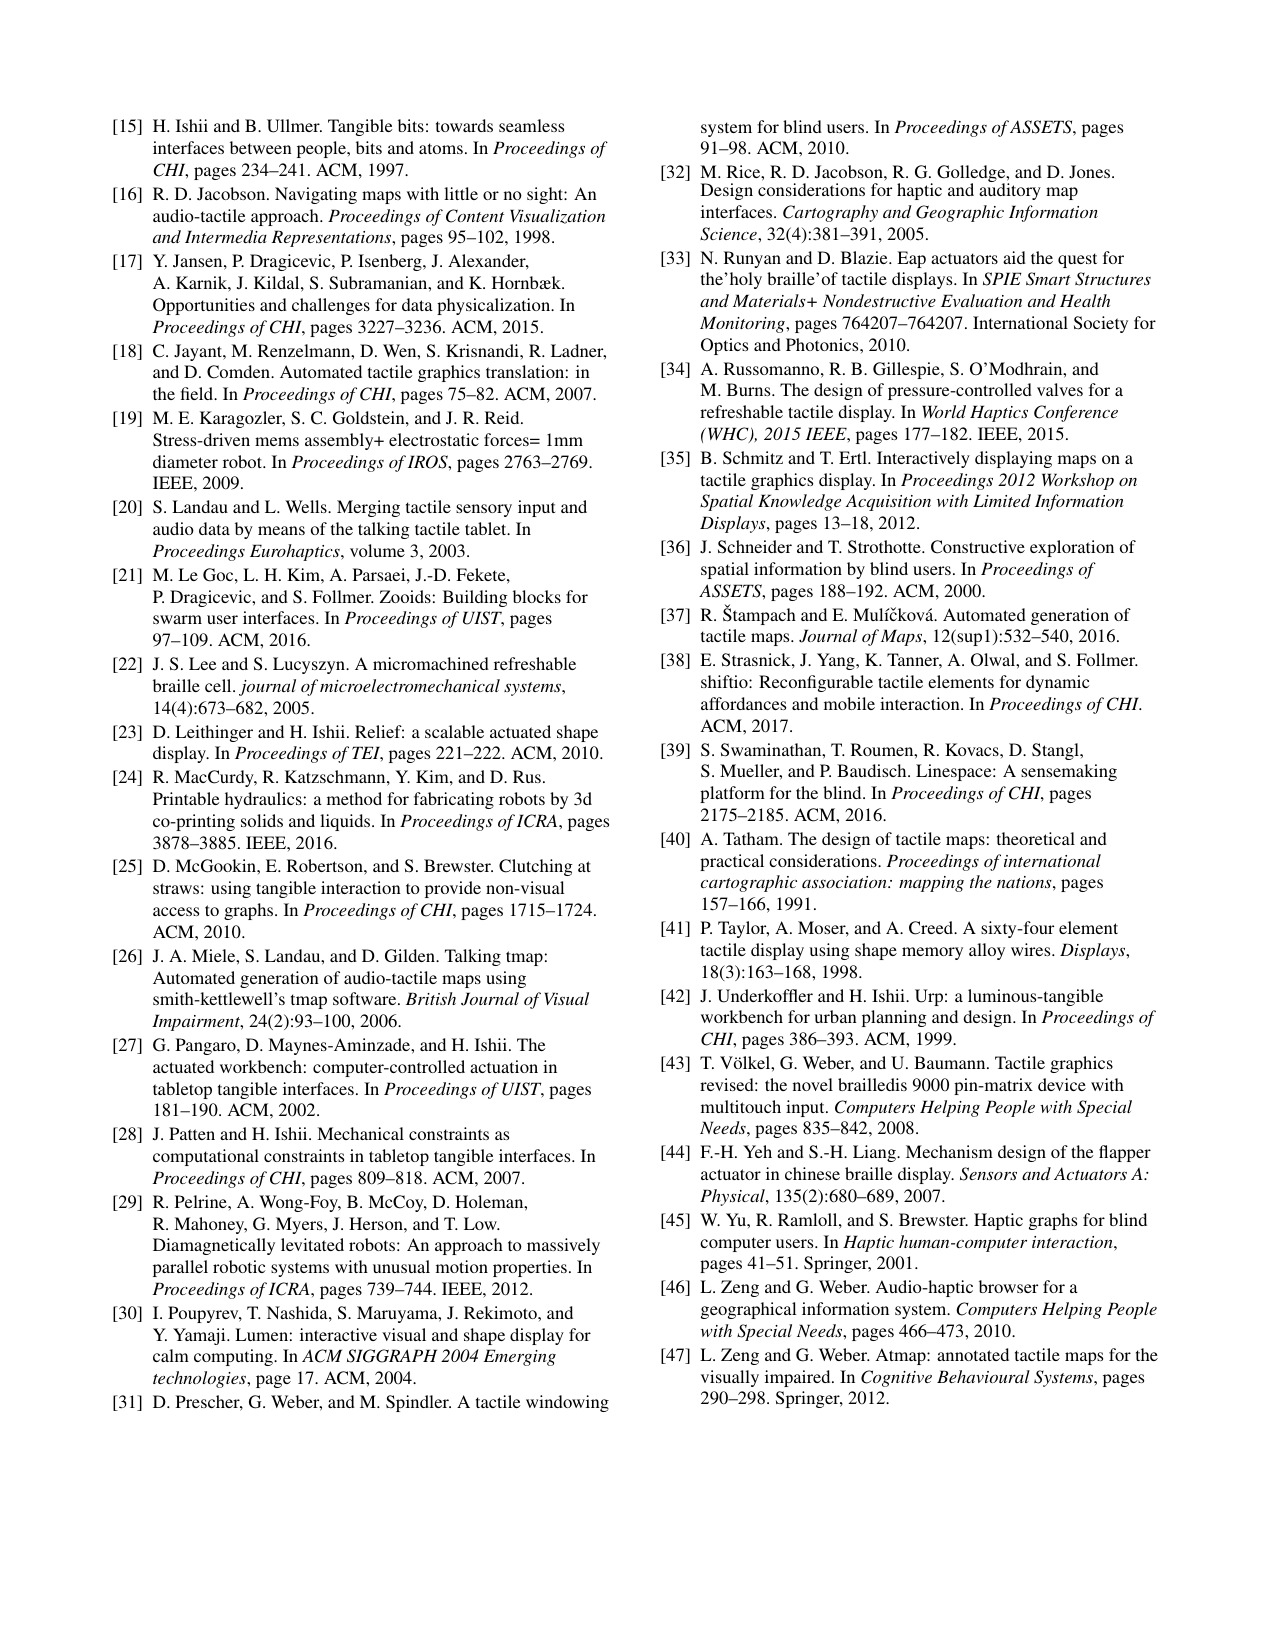 [15] H. Ishii and B. Ullmer. Tangible bits: towards seamless
interfaces between people, bits and atoms. In Proceedings of
CHI, pages 234–241. ACM, 1997.
[16] R. D. Jacobson. Navigating maps with little or no sight: An
audio-tactile approach. Proceedings of Content Visualization
and Intermedia Representations, pages 95–102, 1998.
[17] Y. Jansen, P. Dragicevic, P. Isenberg, J. Alexander,
A. Karnik, J. Kildal, S. Subramanian, and K. Hornbæk.
Opportunities and challenges for data physicalization. In
Proceedings of CHI, pages 3227–3236. ACM, 2015.
[18] C. Jayant, M. Renzelmann, D. Wen, S. Krisnandi, R. Ladner,
and D. Comden. Automated tactile graphics translation: in
the field. In Proceedings of CHI, pages 75–82. ACM, 2007.
[19] M. E. Karagozler, S. C. Goldstein, and J. R. Reid.
Stress-driven mems assembly+ electrostatic forces= 1mm
diameter robot. In Proceedings of IROS, pages 2763–2769.
IEEE, 2009.
[20] S. Landau and L. Wells. Merging tactile sensory input and
audio data by means of the talking tactile tablet. In
Proceedings Eurohaptics, volume 3, 2003.
[21] M. Le Goc, L. H. Kim, A. Parsaei, J.-D. Fekete,
P. Dragicevic, and S. Follmer. Zooids: Building blocks for
swarm user interfaces. In Proceedings of UIST, pages
97–109. ACM, 2016.
[22] J. S. Lee and S. Lucyszyn. A micromachined refreshable
braille cell. journal of microelectromechanical systems,
14(4):673–682, 2005.
[23] D. Leithinger and H. Ishii. Relief: a scalable actuated shape
display. In Proceedings of TEI, pages 221–222. ACM, 2010.
[24] R. MacCurdy, R. Katzschmann, Y. Kim, and D. Rus.
Printable hydraulics: a method for fabricating robots by 3d
co-printing solids and liquids. In Proceedings of ICRA, pages
3878–3885. IEEE, 2016.
[25] D. McGookin, E. Robertson, and S. Brewster. Clutching at
straws: using tangible interaction to provide non-visual
access to graphs. In Proceedings of CHI, pages 1715–1724.
ACM, 2010.
[26] J. A. Miele, S. Landau, and D. Gilden. Talking tmap:
Automated generation of audio-tactile maps using
smith-kettlewell's tmap software. British Journal of Visual
Impairment, 24(2):93–100, 2006.
[27] G. Pangaro, D. Maynes-Aminzade, and H. Ishii. The
actuated workbench: computer-controlled actuation in
tabletop tangible interfaces. In Proceedings of UIST, pages
181–190. ACM, 2002.
[28] J. Patten and H. Ishii. Mechanical constraints as
computational constraints in tabletop tangible interfaces. In
Proceedings of CHI, pages 809–818. ACM, 2007.
[29] R. Pelrine, A. Wong-Foy, B. McCoy, D. Holeman,
R. Mahoney, G. Myers, J. Herson, and T. Low.
Diamagnetically levitated robots: An approach to massively
parallel robotic systems with unusual motion properties. In
Proceedings of ICRA, pages 739–744. IEEE, 2012.
[30] I. Poupyrev, T. Nashida, S. Maruyama, J. Rekimoto, and
Y. Yamaji. Lumen: interactive visual and shape display for
calm computing. In ACM SIGGRAPH 2004 Emerging
technologies, page 17. ACM, 2004.
[31] D. Prescher, G. Weber, and M. Spindler. A tactile windowing
system for blind users. In Proceedings of ASSETS, pages
91–98. ACM, 2010.
[32] M. Rice, R. D. Jacobson, R. G. Golledge, and D. Jones.
Design considerations for haptic and auditory map
interfaces. Cartography and Geographic Information
Science, 32(4):381–391, 2005.
[33] N. Runyan and D. Blazie. Eap actuators aid the quest for
the'holy braille'of tactile displays. In SPIE Smart Structures
and Materials+ Nondestructive Evaluation and Health
Monitoring, pages 764207–764207. International Society for
Optics and Photonics, 2010.
[34] A. Russomanno, R. B. Gillespie, S. O'Modhrain, and
M. Burns. The design of pressure-controlled valves for a
refreshable tactile display. In World Haptics Conference
(WHC), 2015 IEEE, pages 177–182. IEEE, 2015.
[35] B. Schmitz and T. Ertl. Interactively displaying maps on a
tactile graphics display. In Proceedings 2012 Workshop on
Spatial Knowledge Acquisition with Limited Information
Displays, pages 13–18, 2012.
[36] J. Schneider and T. Strothotte. Constructive exploration of
spatial information by blind users. In Proceedings of
ASSETS, pages 188–192. ACM, 2000.
[37] R. Štampach and E. Mulíčková. Automated generation of
tactile maps. Journal of Maps, 12(sup1):532–540, 2016.
[38] E. Strasnick, J. Yang, K. Tanner, A. Olwal, and S. Follmer.
shiftio: Reconfigurable tactile elements for dynamic
affordances and mobile interaction. In Proceedings of CHI.
ACM, 2017.
[39] S. Swaminathan, T. Roumen, R. Kovacs, D. Stangl,
S. Mueller, and P. Baudisch. Linespace: A sensemaking
platform for the blind. In Proceedings of CHI, pages
2175–2185. ACM, 2016.
[40] A. Tatham. The design of tactile maps: theoretical and
practical considerations. Proceedings of international
cartographic association: mapping the nations, pages
157–166, 1991.
[41] P. Taylor, A. Moser, and A. Creed. A sixty-four element
tactile display using shape memory alloy wires. Displays,
18(3):163–168, 1998.
[42] J. Underkoffler and H. Ishii. Urp: a luminous-tangible
workbench for urban planning and design. In Proceedings of
CHI, pages 386–393. ACM, 1999.
[43] T. Völkel, G. Weber, and U. Baumann. Tactile graphics
revised: the novel brailledis 9000 pin-matrix device with
multitouch input. Computers Helping People with Special
Needs, pages 835–842, 2008.
[44] F.-H. Yeh and S.-H. Liang. Mechanism design of the flapper
actuator in chinese braille display. Sensors and Actuators A:
Physical, 135(2):680–689, 2007.
[45] W. Yu, R. Ramloll, and S. Brewster. Haptic graphs for blind
computer users. In Haptic human-computer interaction,
pages 41–51. Springer, 2001.
[46] L. Zeng and G. Weber. Audio-haptic browser for a
geographical information system. Computers Helping People
with Special Needs, pages 466–473, 2010.
[47] L. Zeng and G. Weber. Atmap: annotated tactile maps for the
visually impaired. In Cognitive Behavioural Systems, pages
290–298. Springer, 2012.